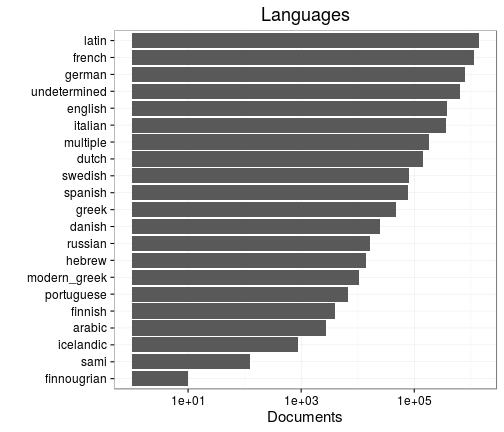 Languages
latin
french
german
undetermined
english
italian
multiple
dutch
swedish
spanish
greek
danish
russian
hebrew
modern_greek
portuguese
finnish
arabic
icelandic
sami
finnougrian
1e+01 1e+03 1e+05
Documents